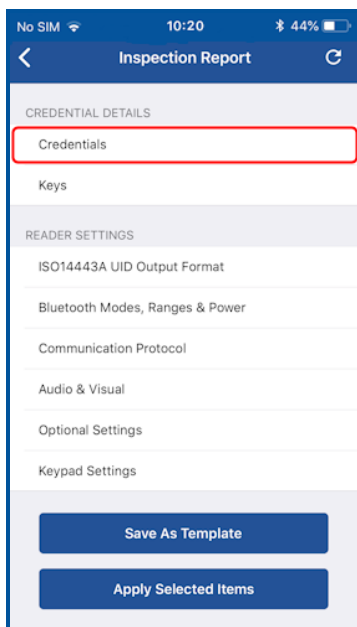 No SIM 10:20 44%
Inspection Report
CREDENTIAL DETAILS
Credentials
Keys
READER SETTINGS
ISO14443A UID Output Format
Bluetooth Modes, Ranges & Power
Communication Protocol
Audio & Visual
Optional Settings
Keypad Settings
Save As Template
Apply Selected Items